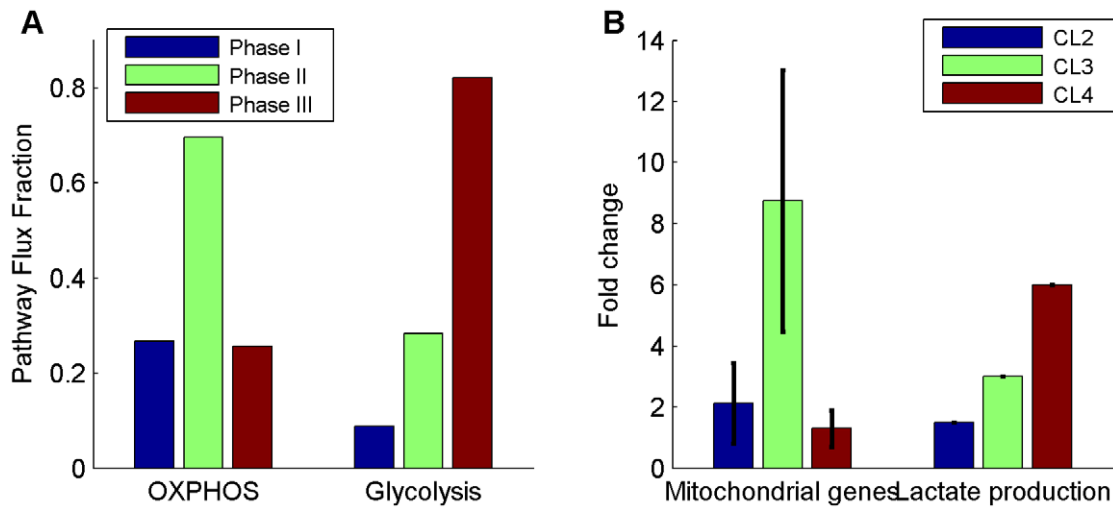 A
Phase I
Phase II
Phase III
Pathway Flux Fraction
0.8
0.6
0.4
0.2
0
OXPHOS
Glycolysis
B
CL2
CL3
CL4
Fold change
14
12
10
8
6
4
2
0
Mitochondrial genes
Lactate production